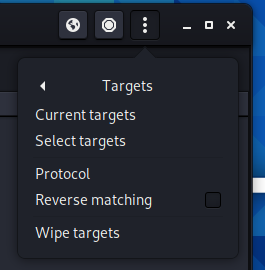 Targets
Current targets
Select targets
Protocol
Reverse matching
Wipe targets